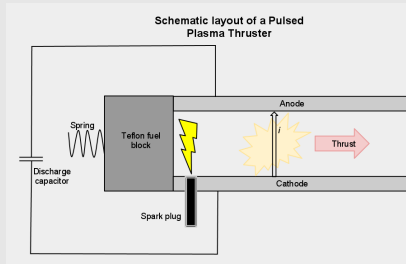 Schematic layout of a Pulsed
Plasma Thruster
Anode
Spring
Teflon fuel
block
i
Thrust
Discharge
capacitor
Cathode
Spark plug